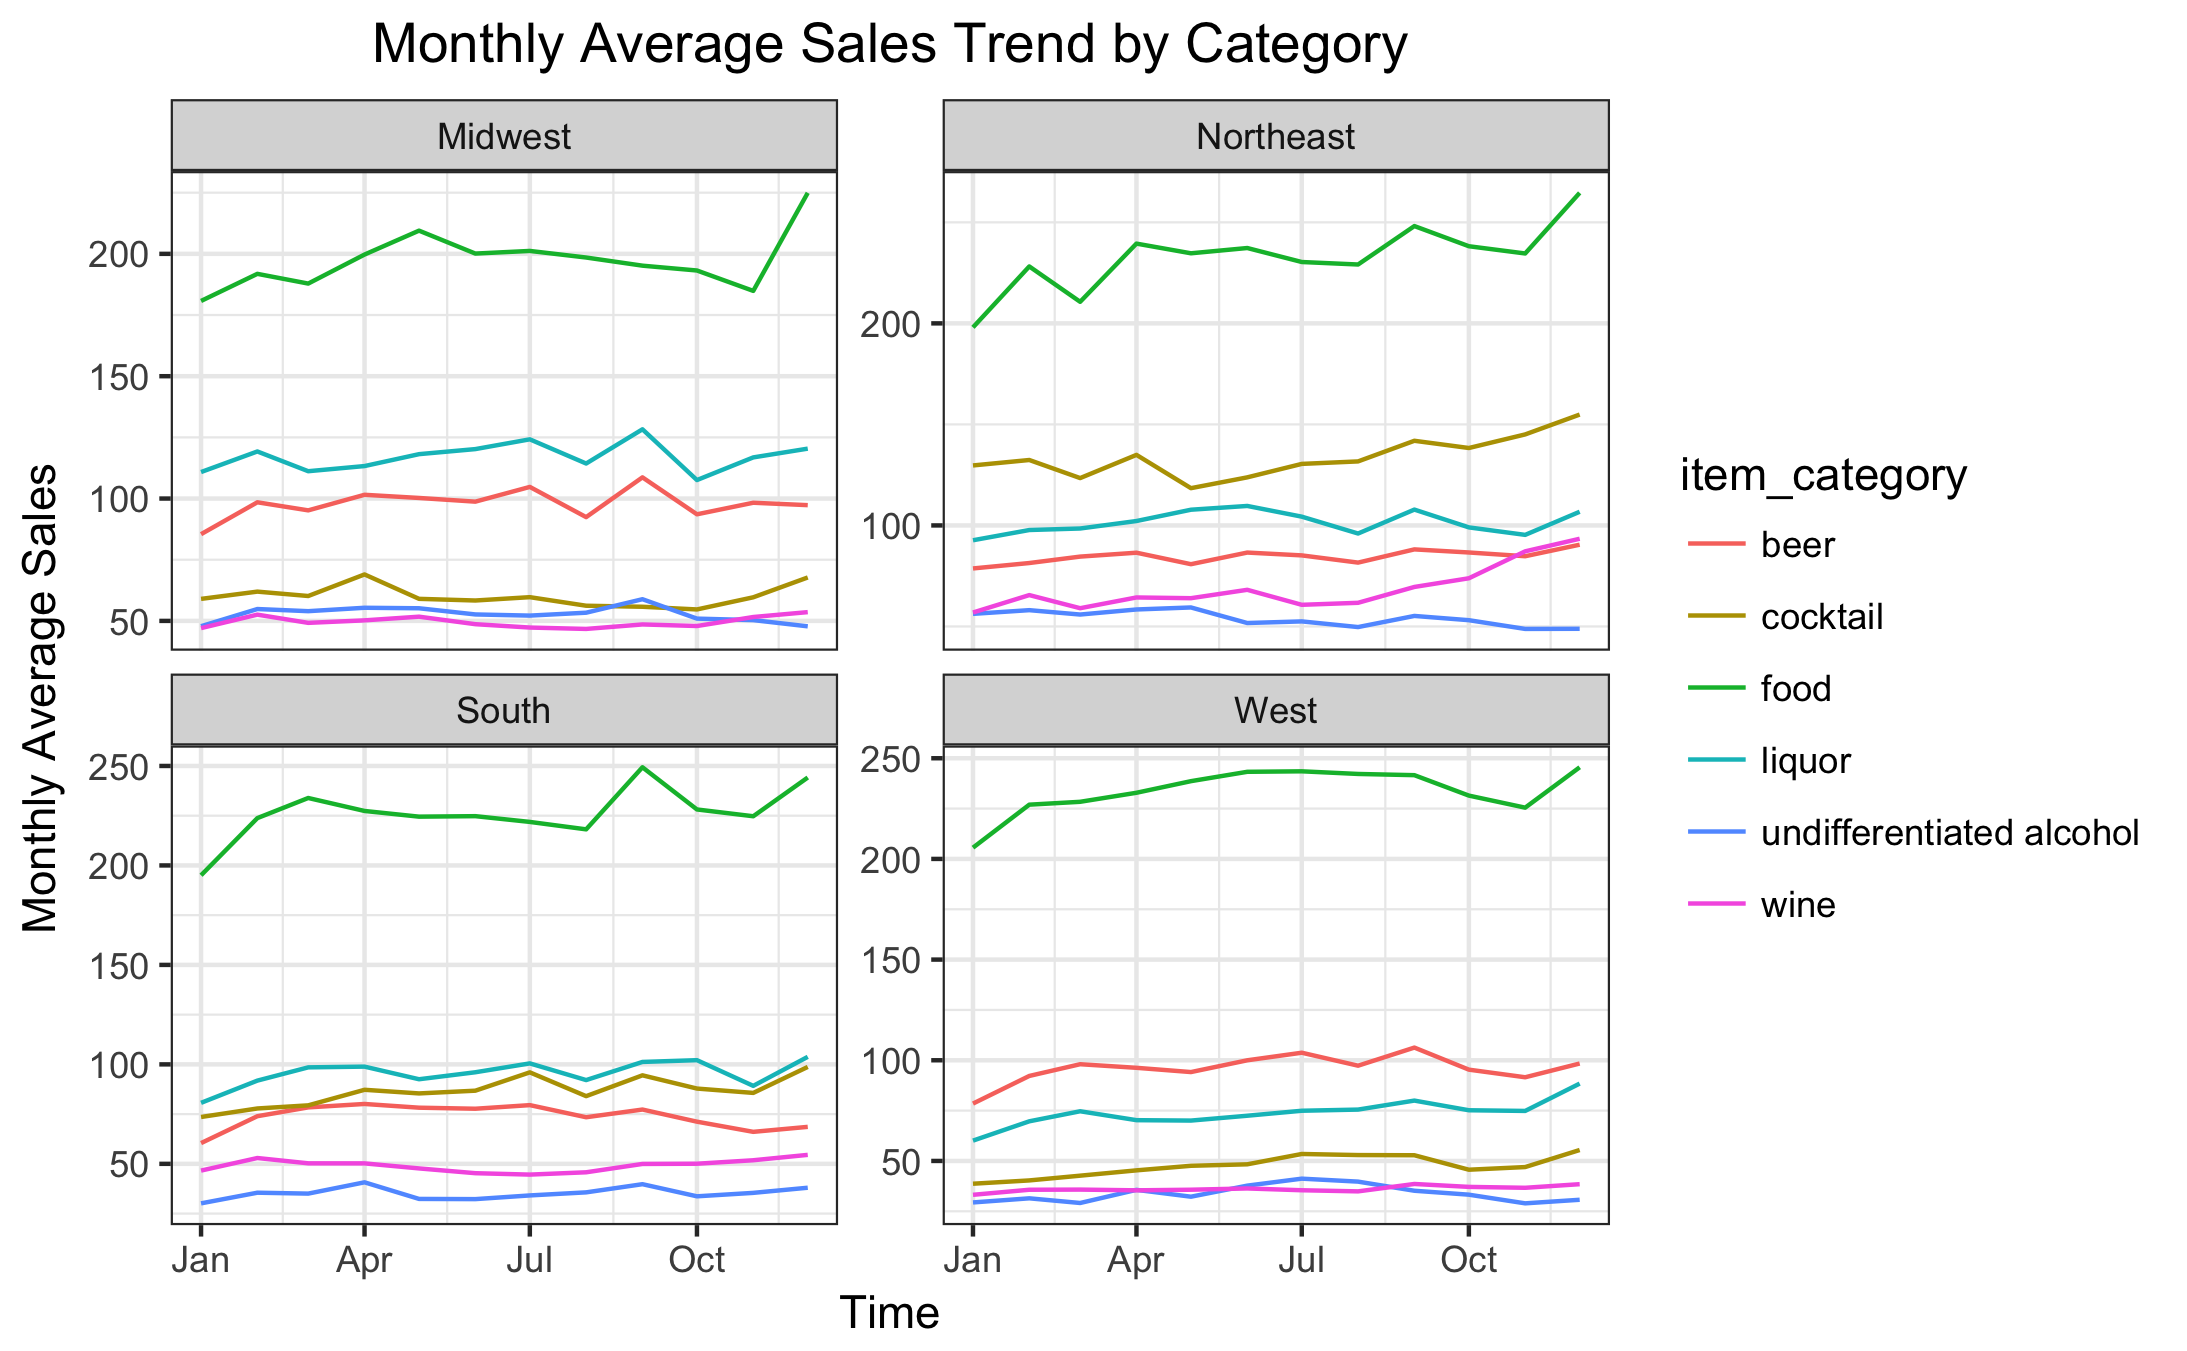 Monthly Average Sales Trend by Category
Midwest
Northeast
200
150
100
50
200
100
South
West
250
200
150
100
50
250
200
150
100
50
Jan Apr Jul Oct
Jan Apr Jul Oct
Time
Monthly Average Sales
item_category
beer
cocktail
food
liquor
undifferentiated alcohol
wine